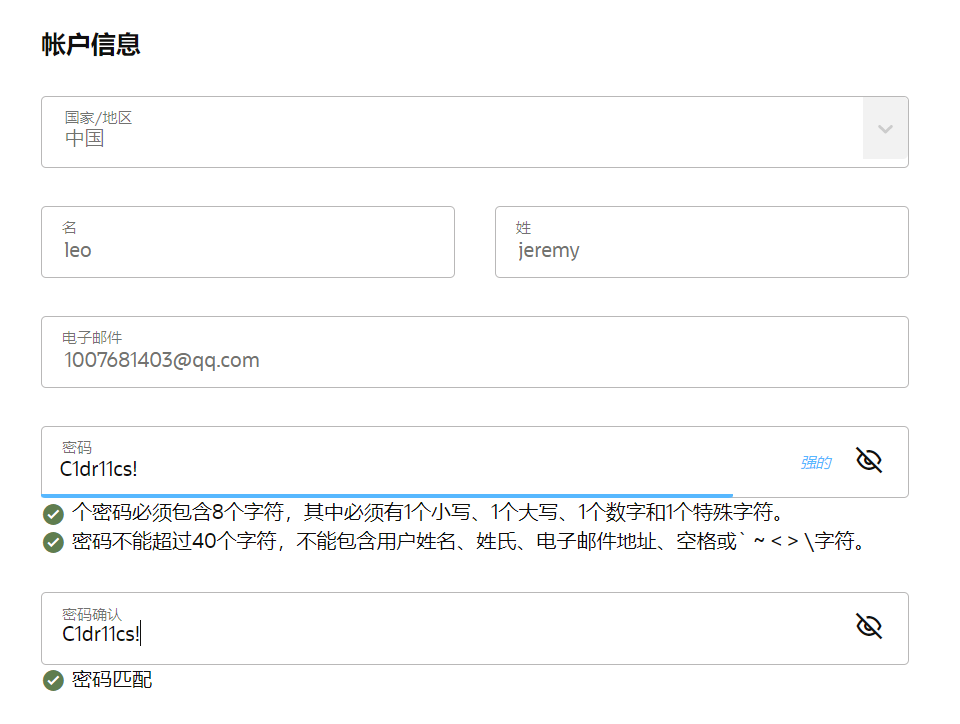 帐户信息
国家/地区
中国
名
leo
姓
jeremy
电子邮件
1007681403@qq.com
密码
C1dr11cs!
强的
个密码必须包含8个字符，其中必须有1个小写、1个大写、1个数字和1个特殊字符。
密码不能超过40个字符，不能包含用户姓名、姓氏、电子邮件地址、空格或` ~ < > \字符。
密码确认
C1dr11cs!
密码匹配